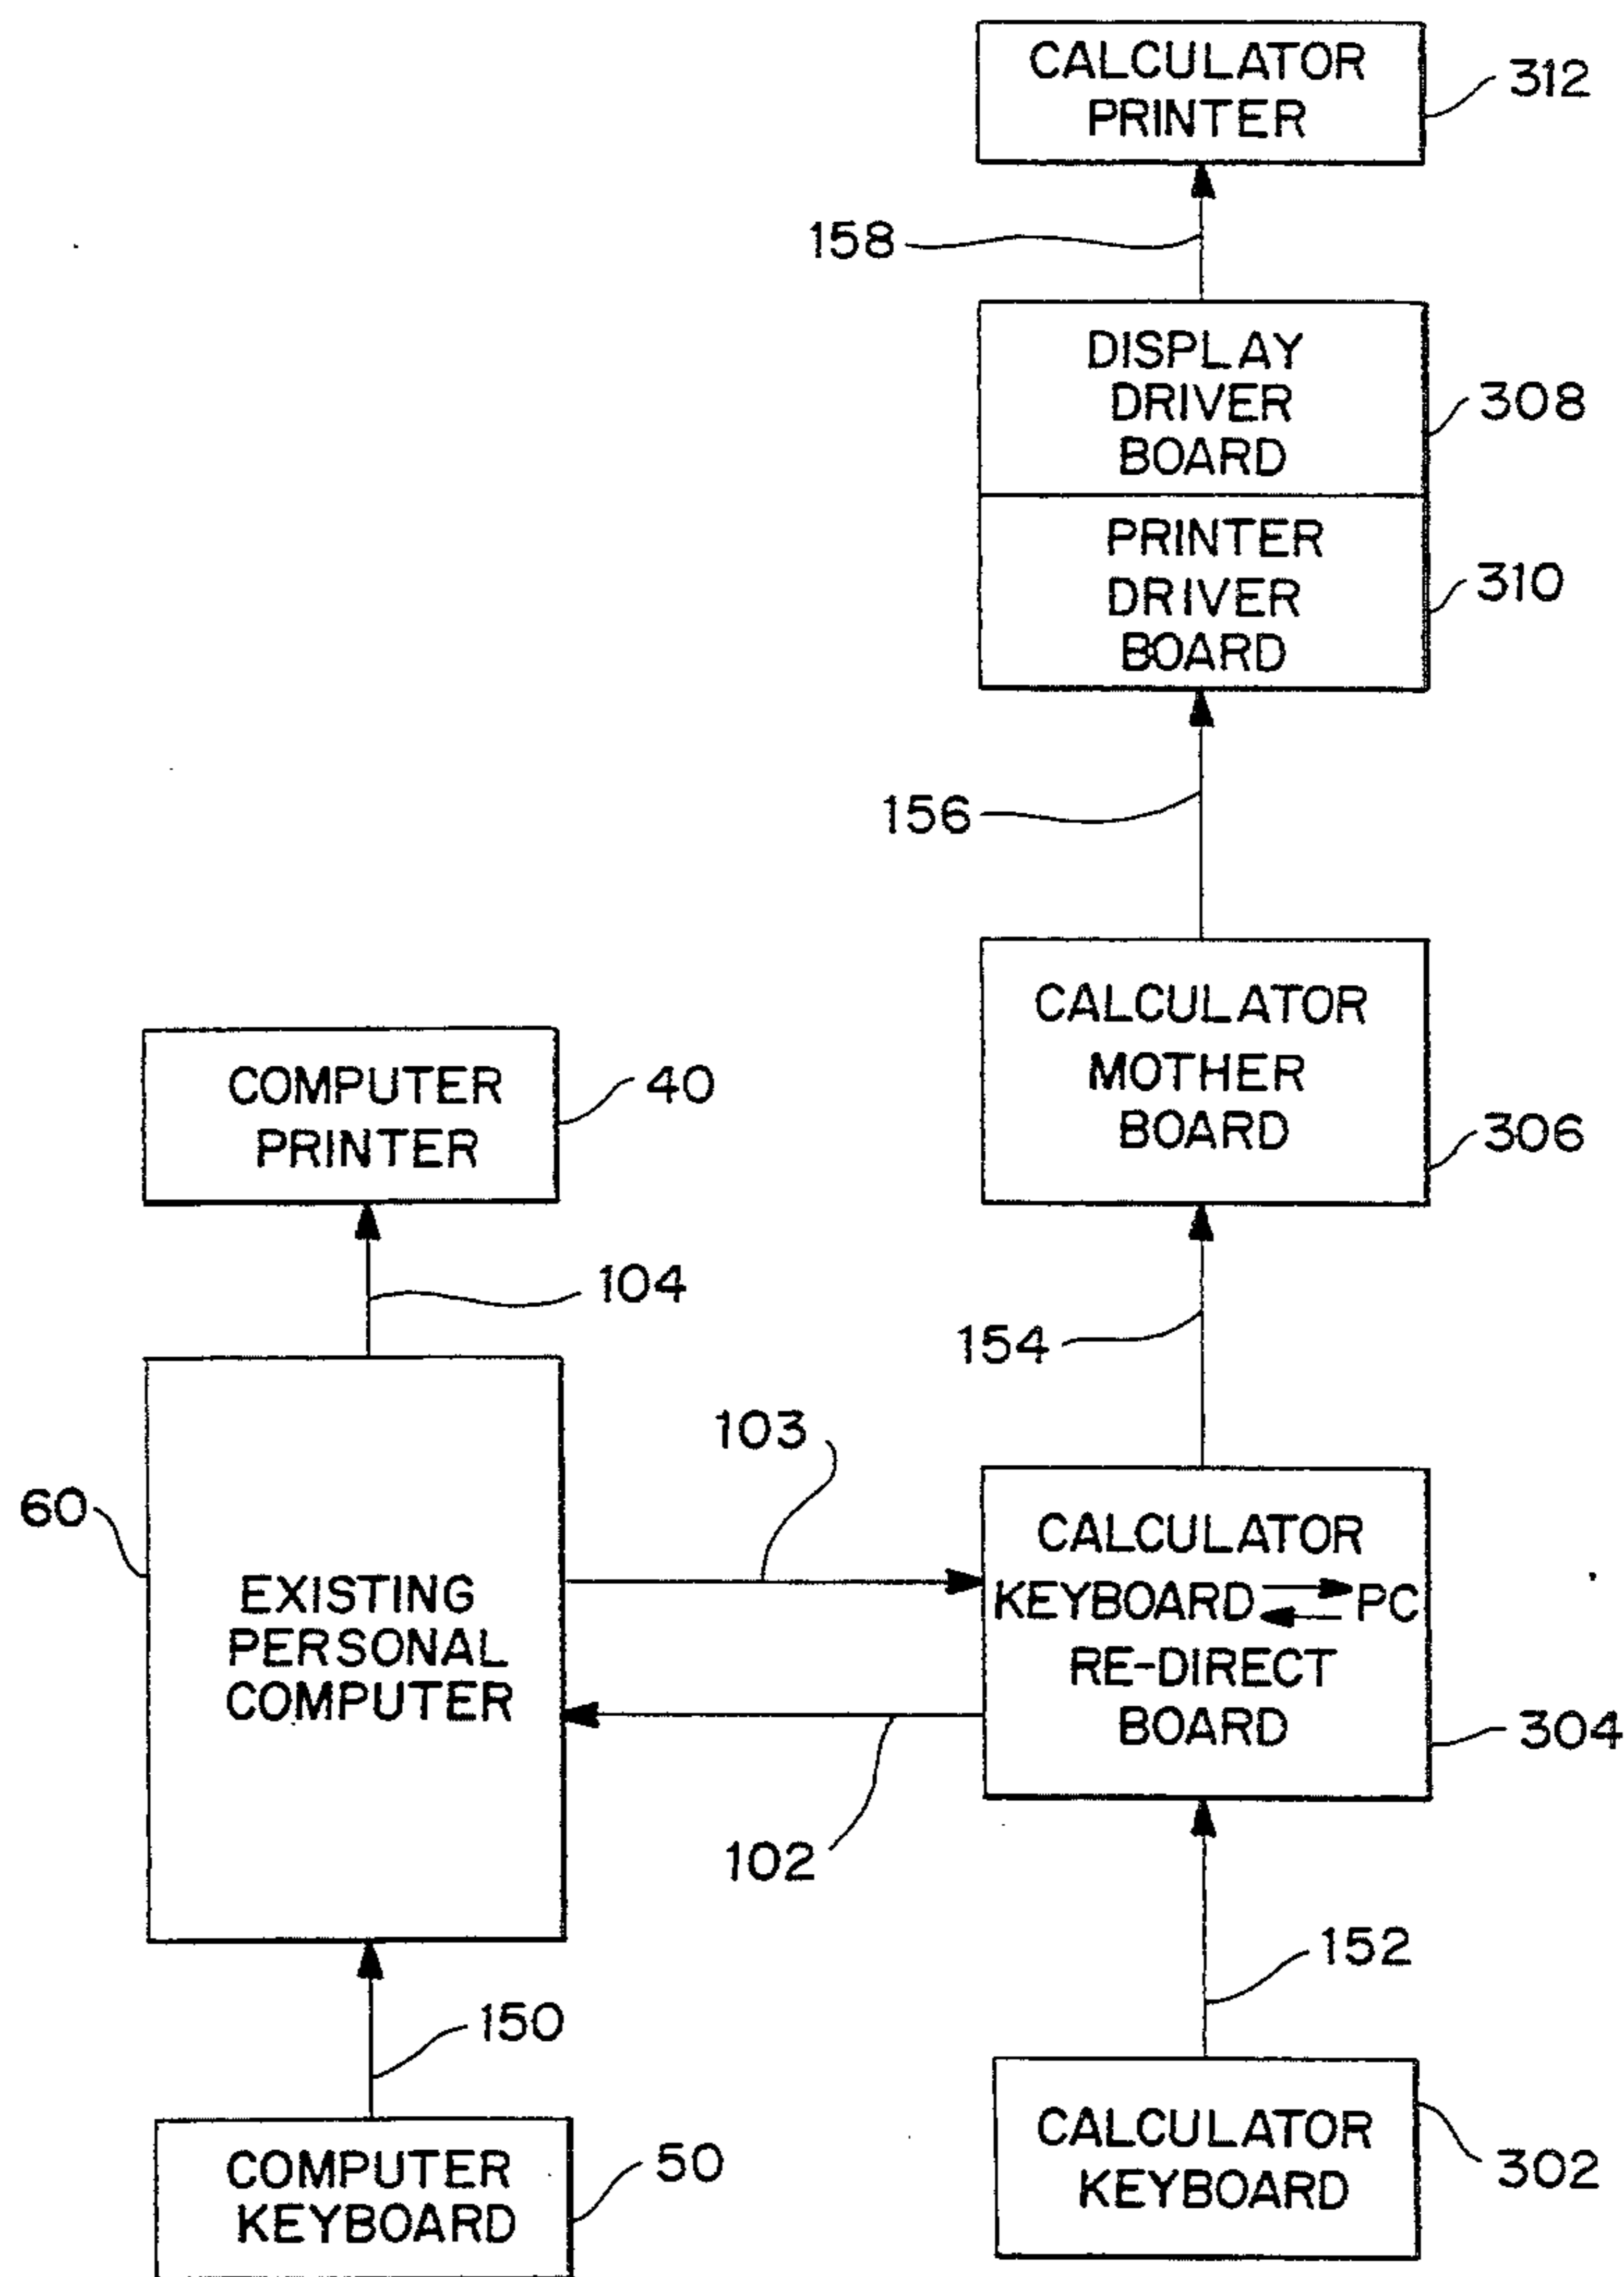 CALCULATOR
PRINTER
312
158
DISPLAY
DRIVER
BOARD
308
PRINTER
DRIVER
BOARD
310
156
CALCULATOR
MOTHER
BOARD
306
COMPUTER
PRINTER
40
104
154
103
60
EXISTING
PERSONAL
COMPUTER
CALCULATOR
KEYBOARD PC
RE-DIRECT
BOARD
304
102
152
150
COMPUTER
KEYBOARD
50
CALCULATOR
KEYBOARD
302